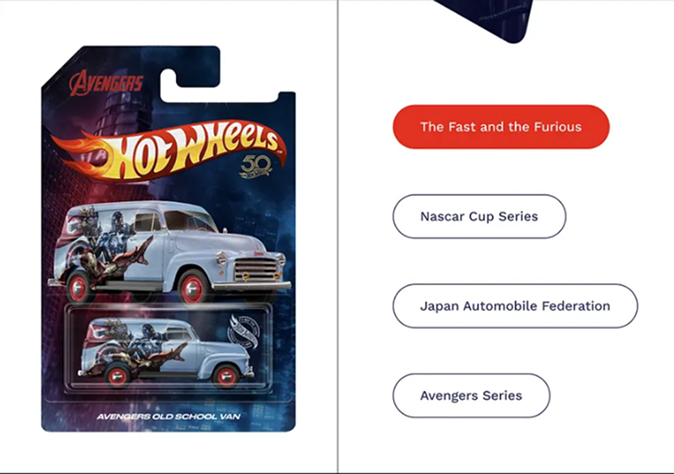 AVENGERS
HOT WHEELS
50
AVENGERS OLD SCHOOL VAN
The Fast and the Furious
Nascar Cup Series
Japan Automobile Federation
Avengers Series